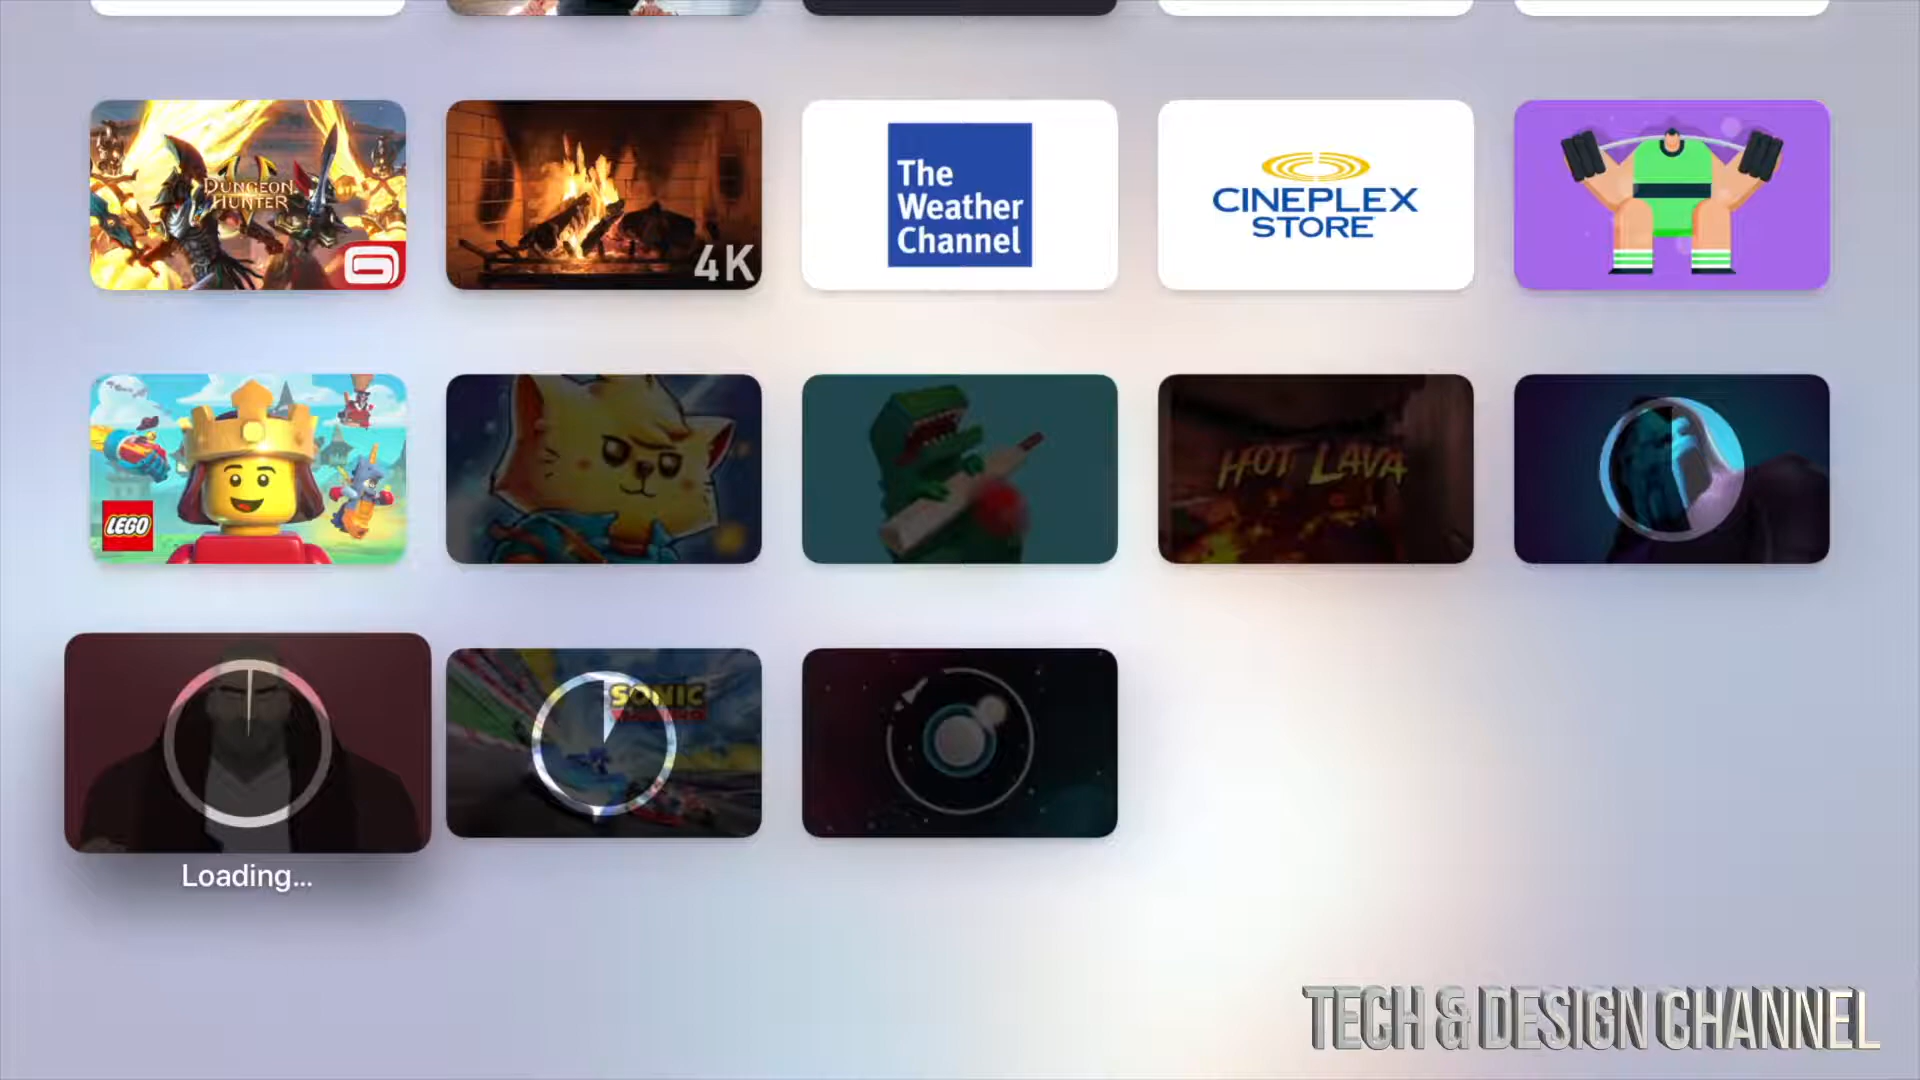 DUNGEON
HUNTER
4K
The
Weather
Channel
CINEPLEX
STORE
LEGO
HOT LAVA
SONIC
Loading...
TECH & DESIGN CHANNEL